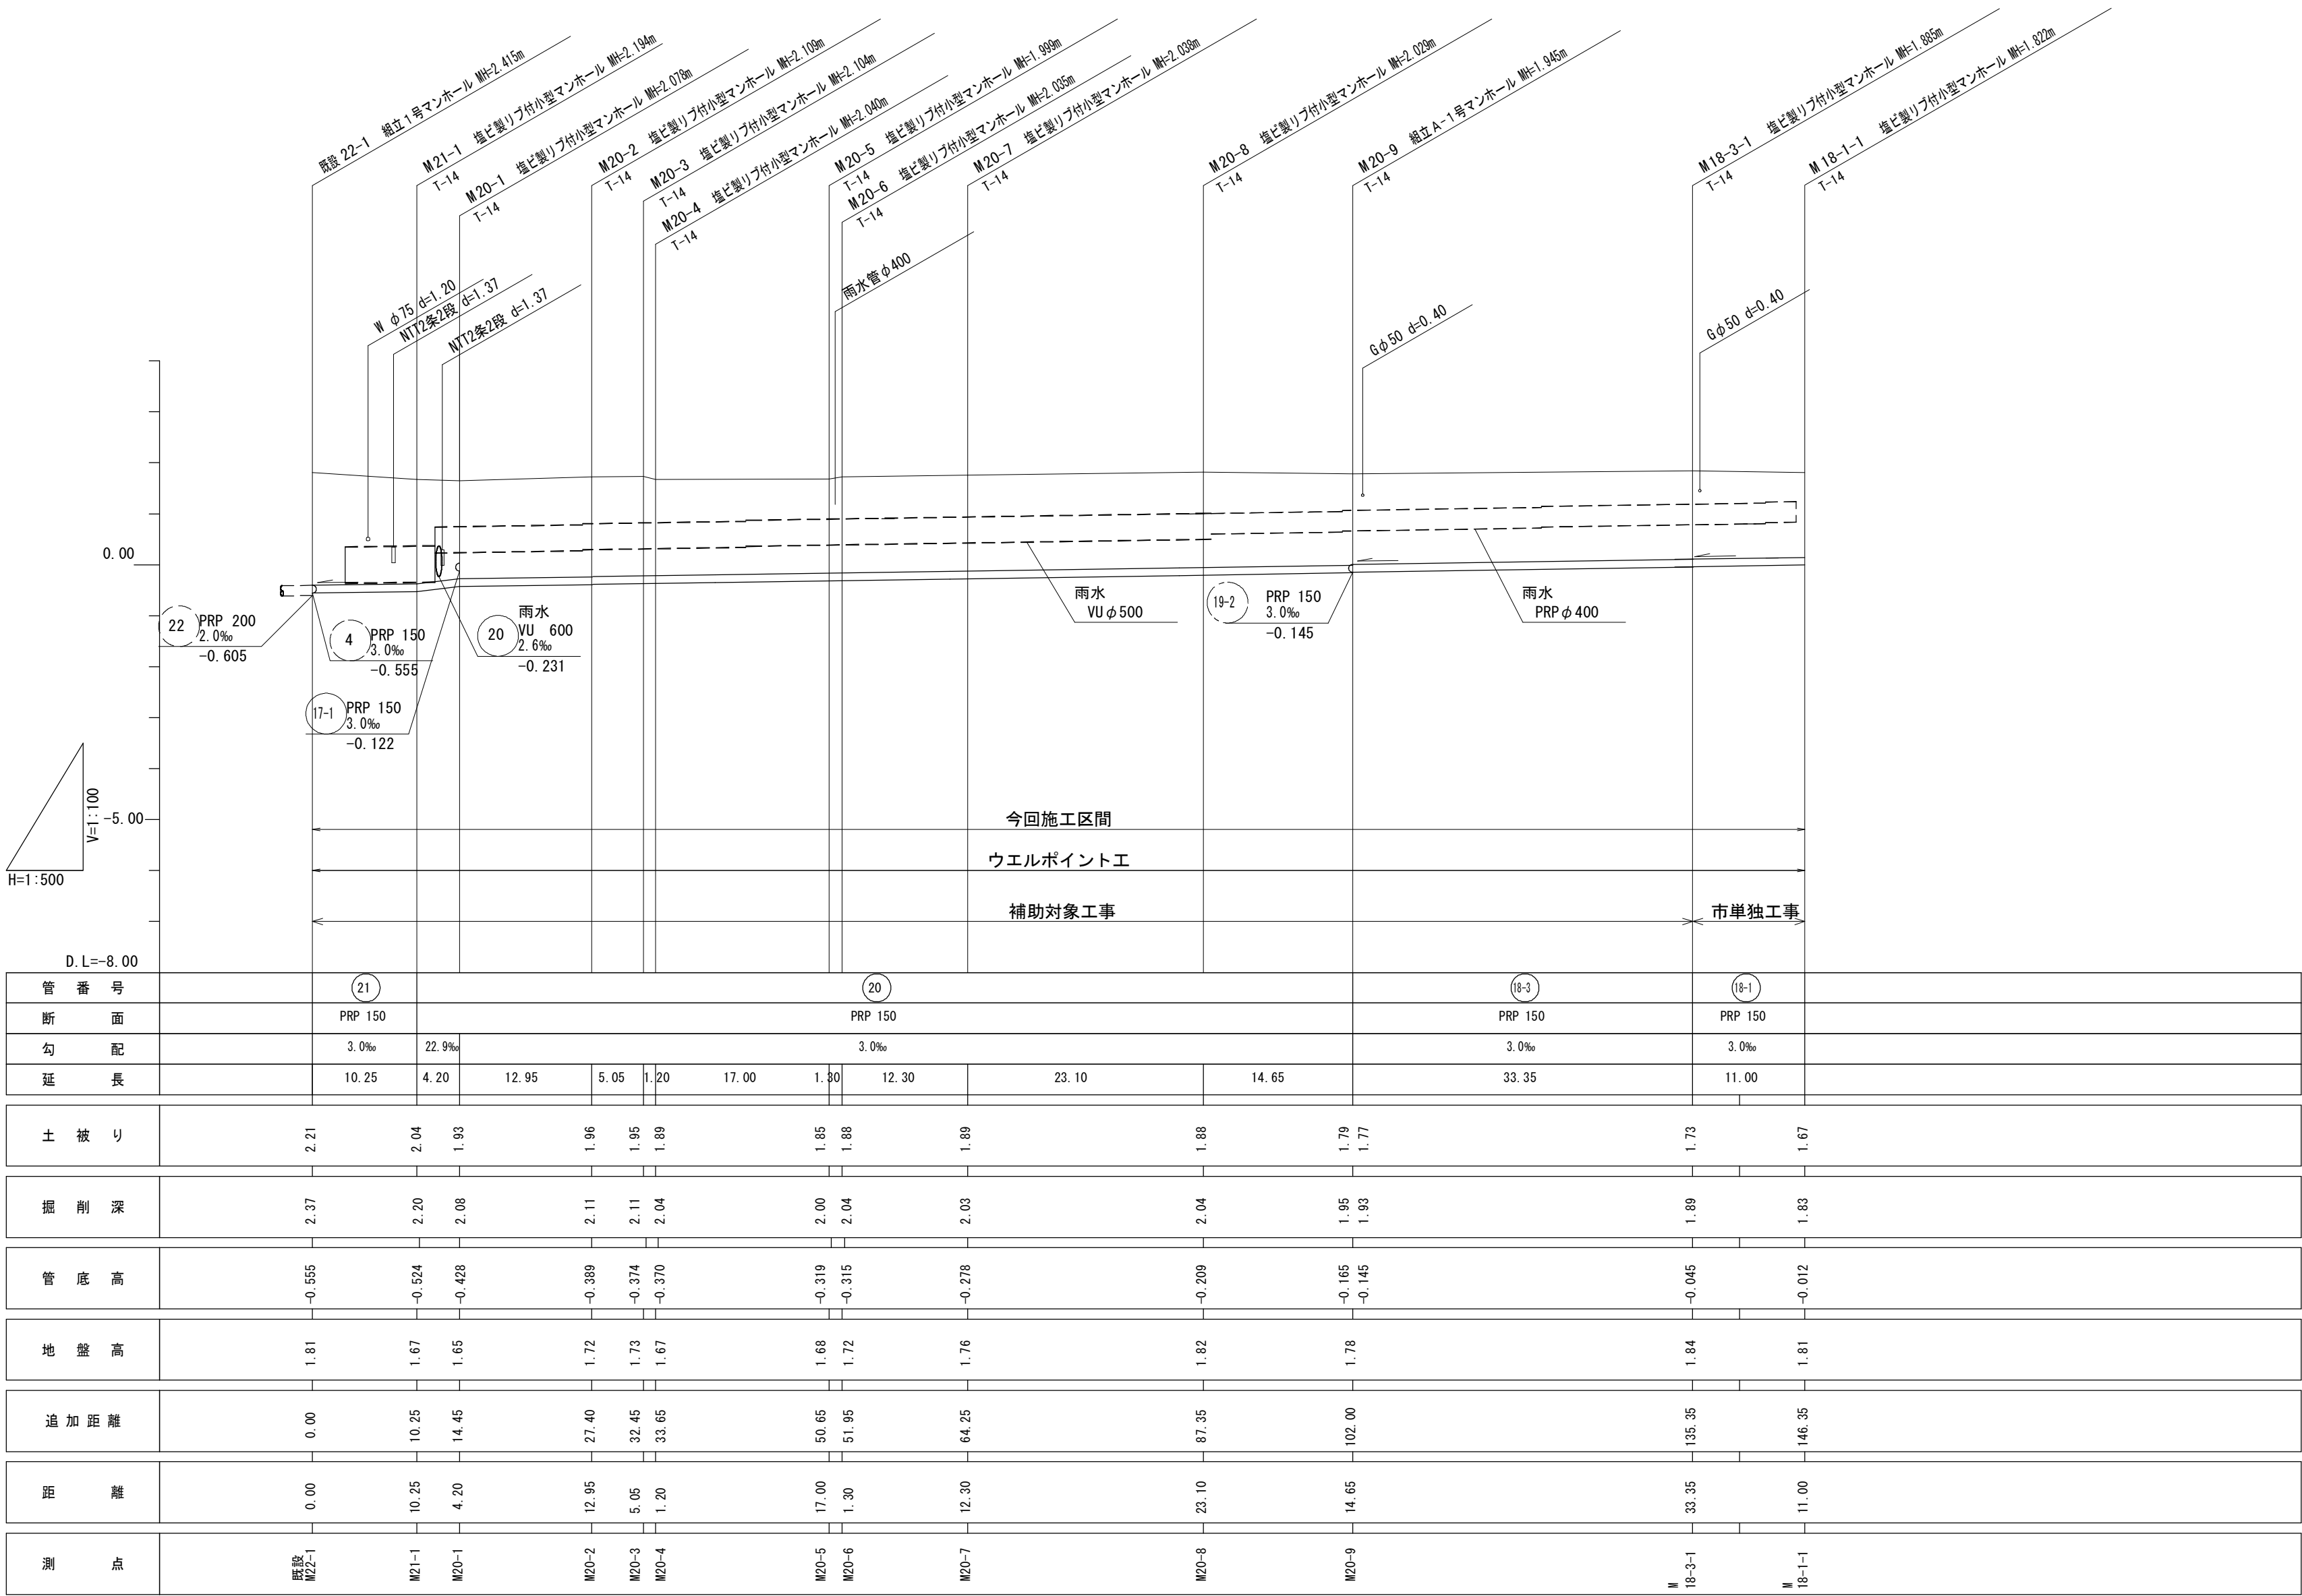 既設 22-1　組立１号マンホール MH=2.415m
M21-1　塩ビ製リブ付小型マンホール MH=2.194m
T-14
M20-1　塩ビ製リブ付小型マンホール MH=2.078m
T-14
M20-2　塩ビ製リブ付小型マンホール MH=2.109m
T-14
M20-3　塩ビ製リブ付小型マンホール MH=2.104m
T-14
M20-4　塩ビ製リブ付小型マンホール MH=2.040m
T-14
M20-5　塩ビ製リブ付小型マンホール MH=1.999m
T-14
M20-6　塩ビ製リブ付小型マンホール MH=2.035m
T-14
M20-7　塩ビ製リブ付小型マンホール MH=2.038m
T-14
M20-8　塩ビ製リブ付小型マンホール MH=2.029m
T-14
M20-9　組立Ａ-１号マンホール MH=1.945m
T-14
M18-3-1　塩ビ製リブ付小型マンホール MH=1.885m
T-14
M 18-1-1　塩ビ製リブ付小型マンホール MH=1.822m
T-14
W φ75 d=1.20
NTT2条2段 d=1.37
NTT2条2段 d=1.37
雨水管φ400
Gφ50 d=0.40
Gφ50 d=0.40
0.00
22 PRP 200
2.0‰
-0.605
4 PRP 150
3.0‰
-0.555
17-1 PRP 150
3.0‰
-0.122
雨水
20 VU 600
2.6‰
-0.231
雨水
VUφ500
19-2 PRP 150
3.0‰
-0.145
雨水
PRPφ400
V=1:100
H=1:500
-5.00
今回施工区間
ウエルポイント工
補助対象工事
市単独工事
D.L=-8.00
管番号 21 20 18-3 18-1
断面 PRP 150 PRP 150 PRP 150 PRP 150
勾配 3.0‰ 22.9‰ 3.0‰ 3.0‰ 3.0‰
延長 10.25 4.20 12.95 5.05 1.20 17.00 1.30 12.30 23.10 14.65 33.35 11.00
土被り 2.21 2.04 1.93 1.96 1.95 1.89 1.85 1.88 1.89 1.88 1.79 1.77 1.73 1.67
掘削深 2.37 2.20 2.08 2.11 2.11 2.04 2.00 2.04 2.03 2.04 1.95 1.93 1.89 1.83
管底高 -0.555 -0.524 -0.428 -0.389 -0.374 -0.370 -0.319 -0.315 -0.278 -0.209 -0.165 -0.145 -0.045 -0.012
地盤高 1.81 1.67 1.65 1.72 1.73 1.67 1.68 1.72 1.76 1.82 1.78 1.84 1.81
追加距離 0.00 10.25 14.45 27.40 32.45 33.65 50.65 51.95 64.25 87.35 102.00 135.35 146.35
距離 0.00 10.25 4.20 12.95 5.05 1.20 17.00 1.30 12.30 23.10 14.65 33.35 11.00
測点 既設 M22-1 M21-1 M20-1 M20-2 M20-3 M20-4 M20-5 M20-6 M20-7 M20-8 M20-9 M 18-3-1 M 18-1-1